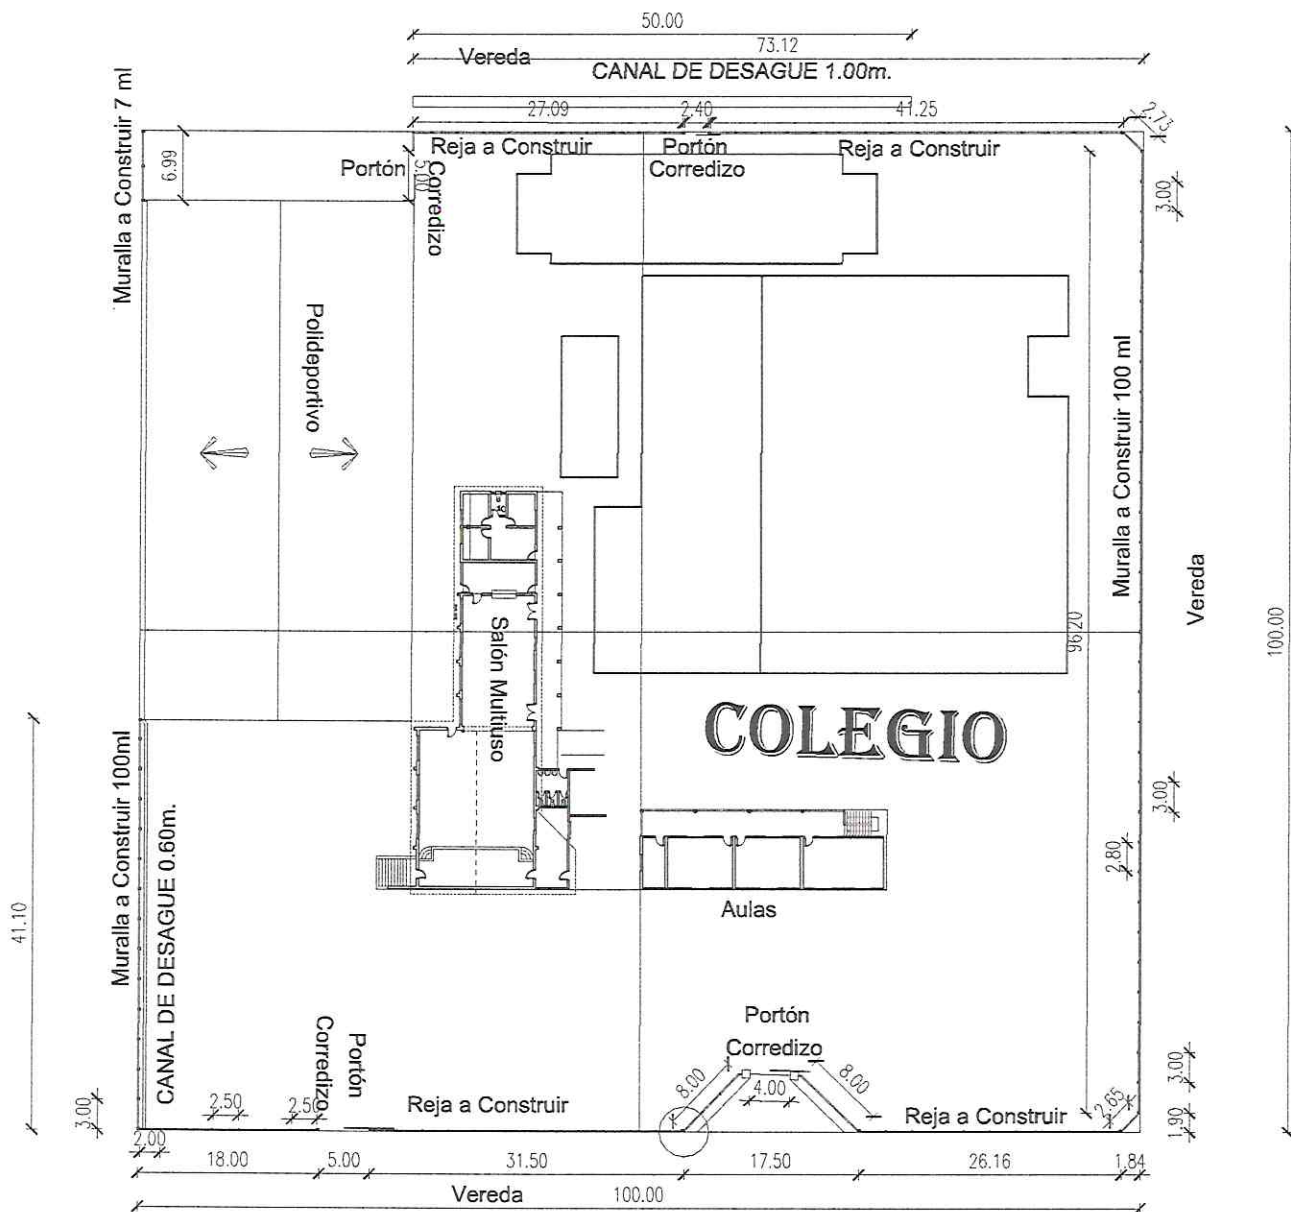 50.00
73.12
Vereda
CANAL DE DESAGUE 1.00m.
27.09
2.40
41.25
2.73
Reja a Construir
Portón
Corredizo
Reja a Construir
Muralla a Construir 7 ml
6.99
Portón
Corredizo
5.00
3.00
Polideportivo
Muralla a Construir 100 ml
Vereda
100.00
96.20
Salón Multiuso
COLEGIO
3.00
2.80
Aulas
41.10
Muralla a Construir 100ml
CANAL DE DESAGUE 0.60m.
Portón
Corredizo
Portón
Corredizo
8.00
4.00
8.00
3.00
2.65
1.90
3.00
2.50
2.50
Reja a Construir
Reja a Construir
2.00
18.00
5.00
31.50
17.50
26.16
1.84
Vereda
100.00